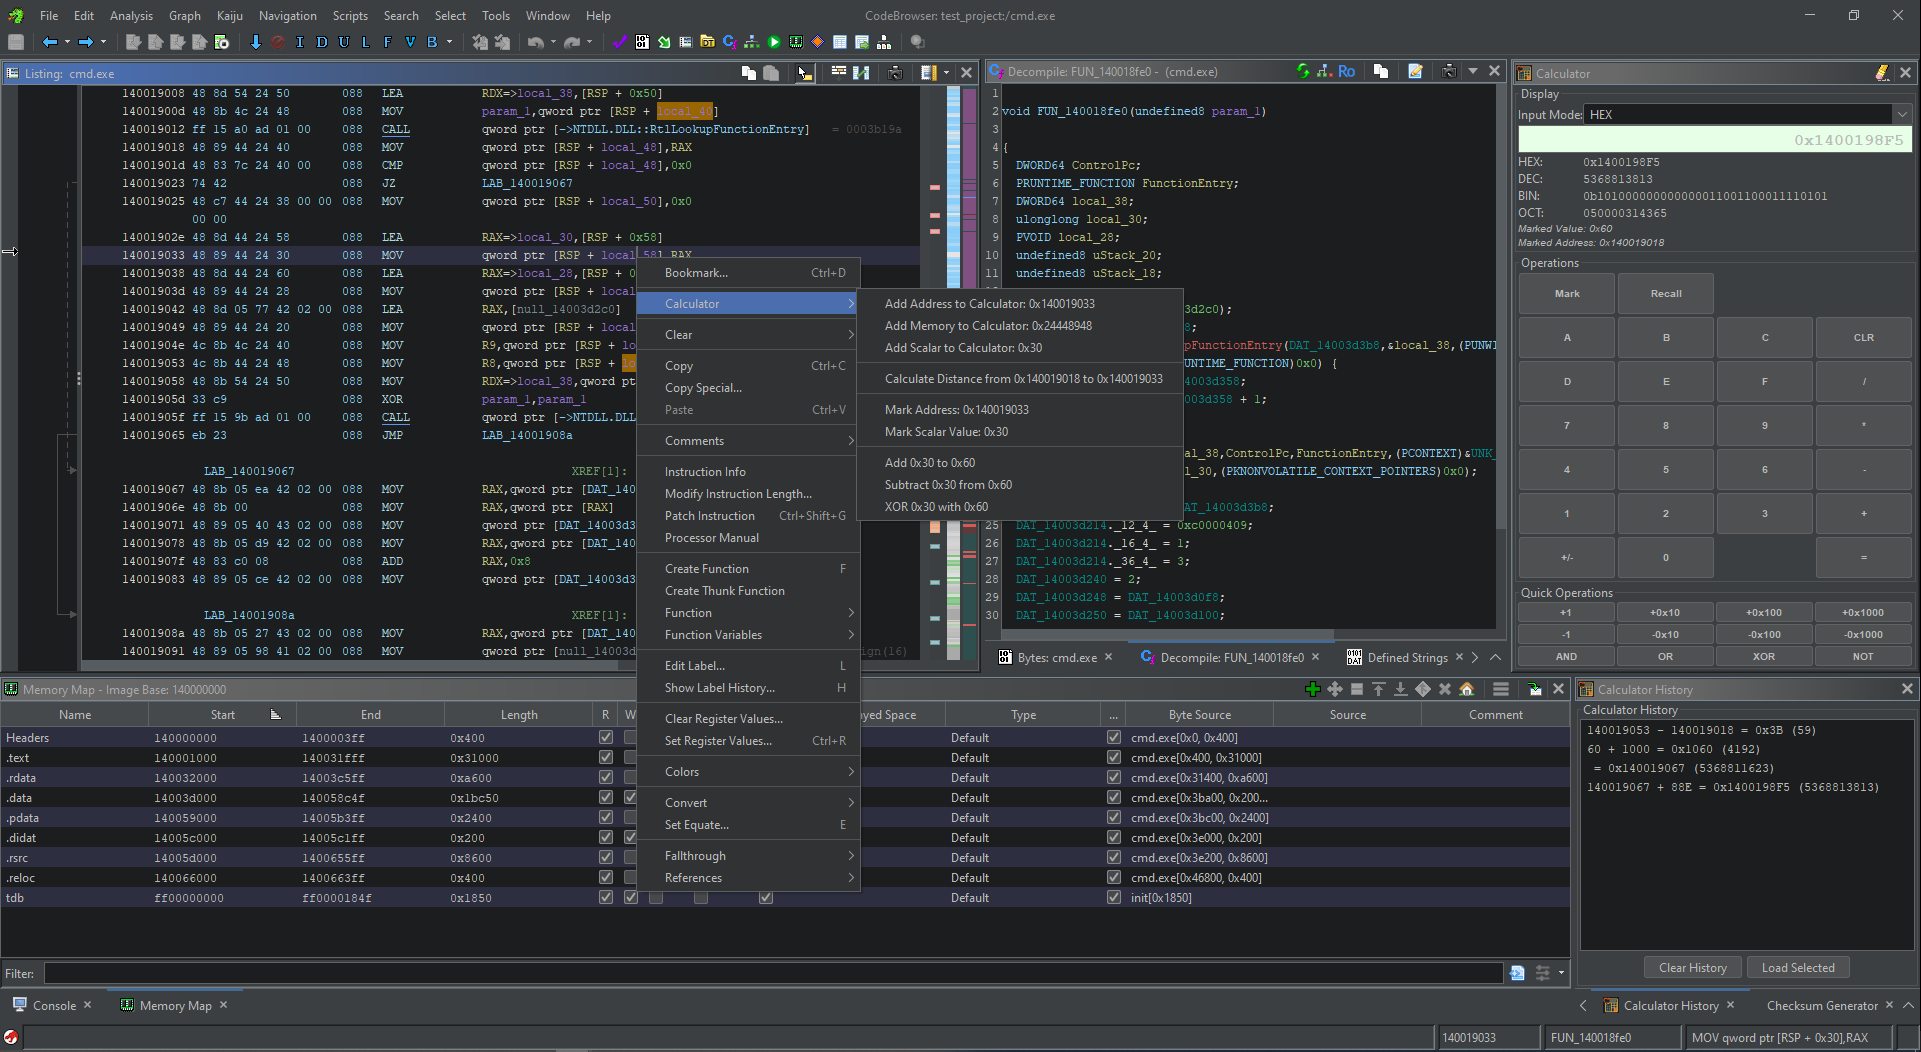 File Edit Analysis Graph Kaiju Navigation Scripts Search Select Tools Window Help
CodeBrowser: test_project:/cmd.exe
I D U L F V B
Listing: cmd.exe
140019008 48 8d 54 24 50 088 LEA RDX=>local_38,[RSP + 0x50]
14001900d 48 8b 4c 24 48 088 MOV param_1,qword ptr [RSP + local_40]
140019012 ff 15 a0 ad 01 00 088 CALL qword ptr [->NTDLL.DLL::RtlLookupFunctionEntry] = 0003b19a
140019018 48 89 44 24 40 088 MOV qword ptr [RSP + local_48],RAX
14001901d 48 83 7c 24 40 00 088 CMP qword ptr [RSP + local_48],0x0
140019023 74 42 088 JZ LAB_140019067
140019025 48 c7 44 24 38 00 00 088 MOV qword ptr [RSP + local_50],0x0
00 00
14001902e 48 8d 44 24 58 088 LEA RAX=>local_30,[RSP + 0x58]
140019033 48 89 44 24 30 088 MOV qword ptr [RSP + local_58],RAX
140019038 48 8d 44 24 60 088 LEA RAX=>local_28,[RSP + 0
14001903d 48 89 44 24 28 088 MOV qword ptr [RSP + loc
140019042 48 8d 05 77 42 02 00 088 LEA RAX,[null_14003d2c0]
140019049 48 89 44 24 20 088 MOV qword ptr [RSP + loc
14001904e 4c 8b 44 24 40 088 MOV R9,qword ptr [RSP + lo
140019053 4c 8b 44 24 48 088 MOV R8,qword ptr [RSP + lo
140019058 48 8d 54 24 50 088 MOV RDX=>local_38,qword pt
14001905d 33 c9 088 XOR param_1,param_1
14001905f ff 15 9b ad 01 00 088 CALL qword ptr [->NTDLL.DLL
140019065 eb 23 088 JMP LAB_14001908a
LAB_140019067 XREF[1]:
140019067 48 8b 05 ea 42 02 00 088 MOV RAX,qword ptr [DAT_140
14001906e 48 8b 00 088 MOV RAX,qword ptr [RAX]
140019071 48 89 05 40 43 02 00 088 MOV qword ptr [DAT_14003d3
140019078 48 8b 05 d9 42 02 00 088 MOV RAX,qword ptr [DAT_140
14001907f 48 83 c0 08 088 ADD RAX,0x8
140019083 48 89 05 ce 42 02 00 088 MOV qword ptr [DAT_14003d3
LAB_14001908a XREF[1]:
14001908a 48 8b 05 27 43 02 00 088 MOV RAX,qword ptr [DAT_140
140019091 48 89 05 98 41 02 00 088 MOV qword ptr [null_14003d ign(16)
Bookmark... Ctrl+D
Calculator
Clear
Copy Ctrl+C
Copy Special...
Paste Ctrl+V
Comments
Instruction Info
Modify Instruction Length...
Patch Instruction Ctrl+Shift+G
Processor Manual
Create Function F
Create Thunk Function
Function
Function Variables
Edit Label... L
Show Label History... H
Clear Register Values...
Set Register Values... Ctrl+R
Colors
Convert
Set Equate... E
Fallthrough
References
Add Address to Calculator: 0x140019033
Add Memory to Calculator: 0x24448948
Add Scalar to Calculator: 0x30
Calculate Distance from 0x140019018 to 0x140019033
Mark Address: 0x140019033
Mark Scalar Value: 0x30
Add 0x30 to 0x60
Subtract 0x30 from 0x60
XOR 0x30 with 0x60
Decompile: FUN_140018fe0 - (cmd.exe)
Ro
1
2 void FUN_140018fe0(undefined8 param_1)
3
4 {
5 DWORD64 ControlPc;
6 PRUNTIME_FUNCTION FunctionEntry;
7 DWORD64 local_38;
8 ulonglong local_30;
9 PVOID local_28;
10 undefined8 uStack_20;
11 undefined8 uStack_18;
3d2c0);
8;
pFunctionEntry(DAT_14003d3b8,&local_38,(PUNWI
UNTIME_FUNCTION)0x0) {
4003d358;
03d358 + 1;
al_38,ControlPc,FunctionEntry,(PCONTEXT)&UNK_
l_30,(PKNONVOLATILE_CONTEXT_POINTERS)0x0);
AT_14003d3b8;
25 DAT_14003d214._12_4_ = 0xc0000409;
26 DAT_14003d214._16_4_ = 1;
27 DAT_14003d214._36_4_ = 3;
28 DAT_14003d240 = 2;
29 DAT_14003d248 = DAT_14003d0f8;
30 DAT_14003d250 = DAT_14003d100;
Bytes: cmd.exe Decompile: FUN_140018fe0 Defined Strings
Calculator
Display
Input Mode: HEX
0x1400198F5
HEX: 0x1400198F5
DEC: 5368813813
BIN: 0b101000000000000011001100011110101
OCT: 050000314365
Marked Value: 0x60
Marked Address: 0x140019018
Operations
Mark Recall
A B C CLR
D E F /
7 8 9 *
4 5 6 -
1 2 3 +
+/- 0 =
Quick Operations
+1 +0x10 +0x100 +0x1000
-1 -0x10 -0x100 -0x1000
AND OR XOR NOT
Memory Map - Image Base: 140000000
Name Start End Length R W ayed Space Type ... Byte Source Source Comment
Headers 140000000 1400003ff 0x400 Default cmd.exe[0x0, 0x400]
.text 140001000 140031fff 0x31000 Default cmd.exe[0x400, 0x31000]
.rdata 140032000 14003c5ff 0xa600 Default cmd.exe[0x31400, 0xa600]
.data 14003d000 140058c4f 0x1bc50 Default cmd.exe[0x3ba00, 0x200...
.pdata 140059000 14005b3ff 0x2400 Default cmd.exe[0x3bc00, 0x2400]
.didat 14005c000 14005c1ff 0x200 Default cmd.exe[0x3e000, 0x200]
.rsrc 14005d000 1400655ff 0x8600 Default cmd.exe[0x3e200, 0x8600]
.reloc 140066000 1400663ff 0x400 Default cmd.exe[0x46800, 0x400]
tdb ff00000000 ff0000184f 0x1850 Default init[0x1850]
Filter:
Console Memory Map
Calculator History
Calculator History
140019053 - 140019018 = 0x3B (59)
60 + 1000 = 0x1060 (4192)
= 0x140019067 (5368811623)
140019067 + 88E = 0x1400198F5 (5368813813)
Clear History Load Selected
Calculator History Checksum Generator
140019033 FUN_140018fe0 MOV qword ptr [RSP + 0x30],RAX